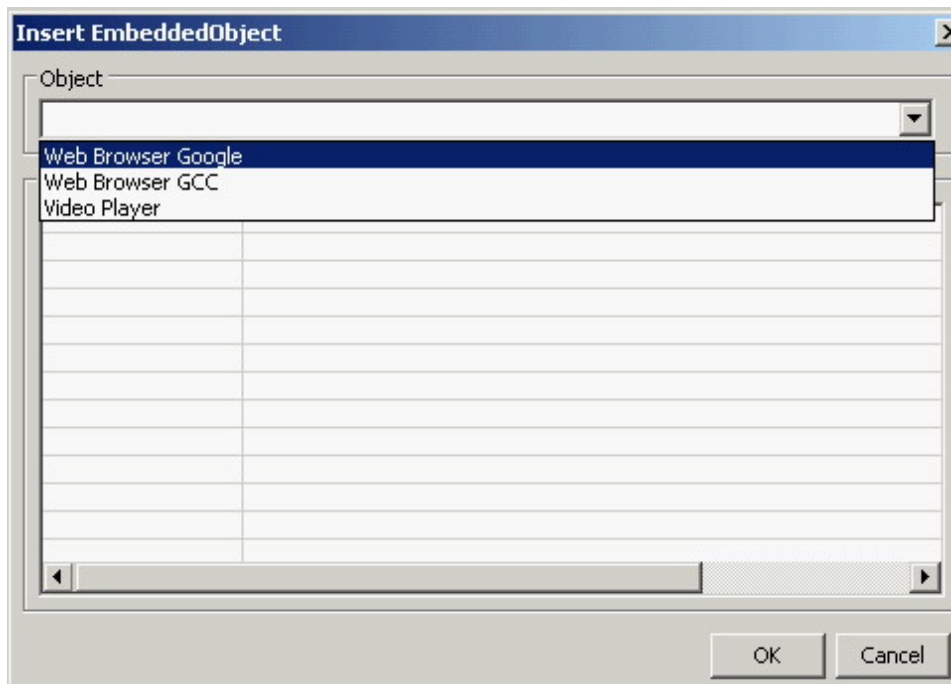 Insert EmbeddedObject
Object
Web Browser Google
Web Browser GCC
Video Player
OK
Cancel